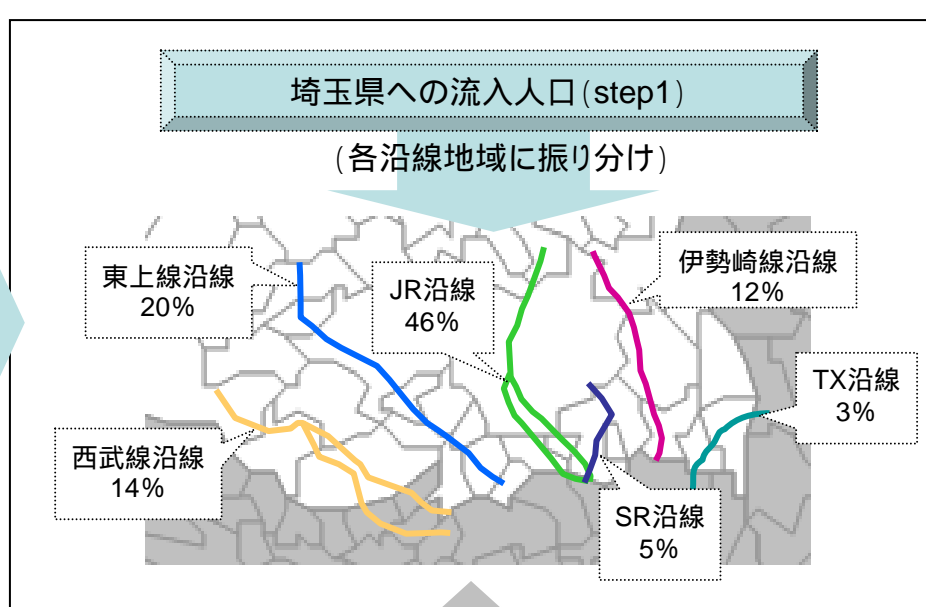 埼玉県への流入人口(step1)
(各沿線地域に振り分け)
東上線沿線
20%
JR沿線
46%
伊勢崎線沿線
12%
TX沿線
3%
西武線沿線
14%
SR沿線
5%